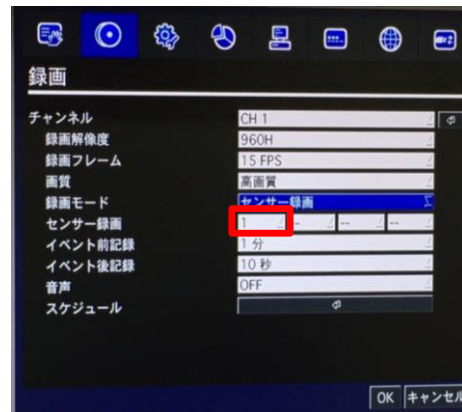 録画
チャンネル CH 1
録画解像度 960H
録画フレーム 15 FPS
画質 高画質
録画モード センサー録画
センサー録画 1 -- -- --
イベント前記録 1 分
イベント後記録 10 秒
音声 OFF
スケジュール
OK キャンセル